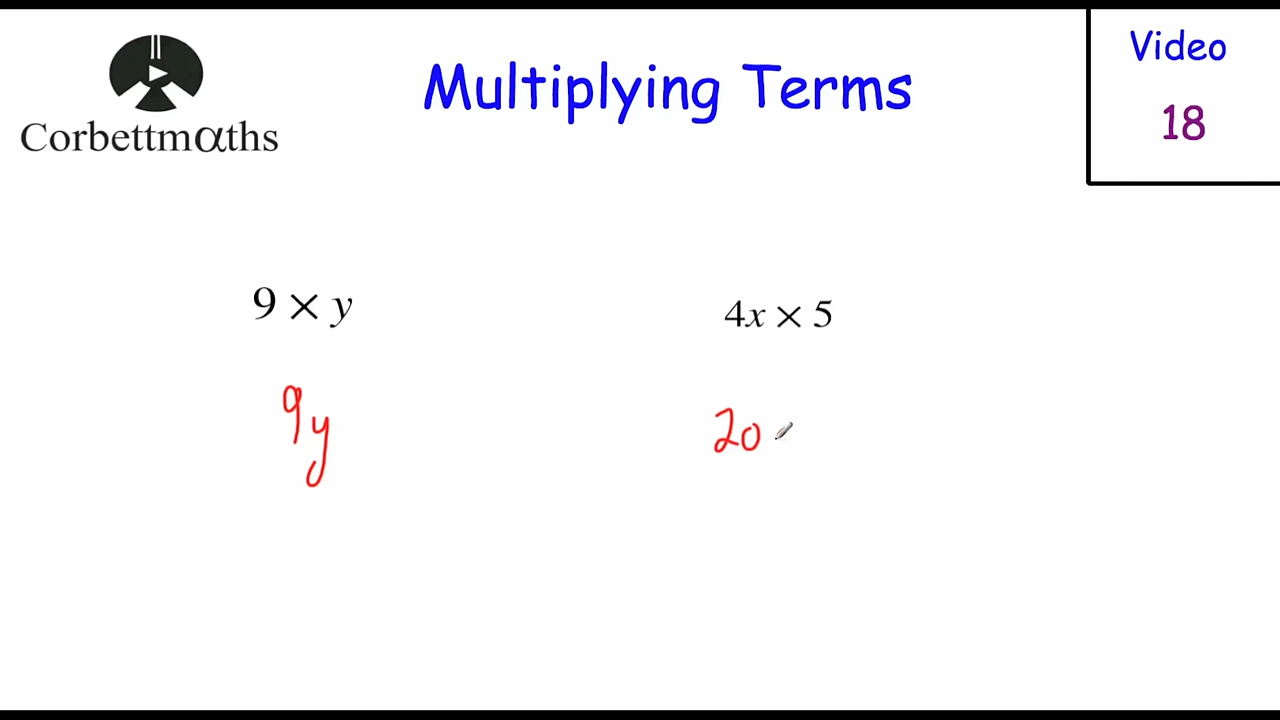 Corbettmαths
Multiplying Terms
Video
18
9 × y
4x × 5
9y
20